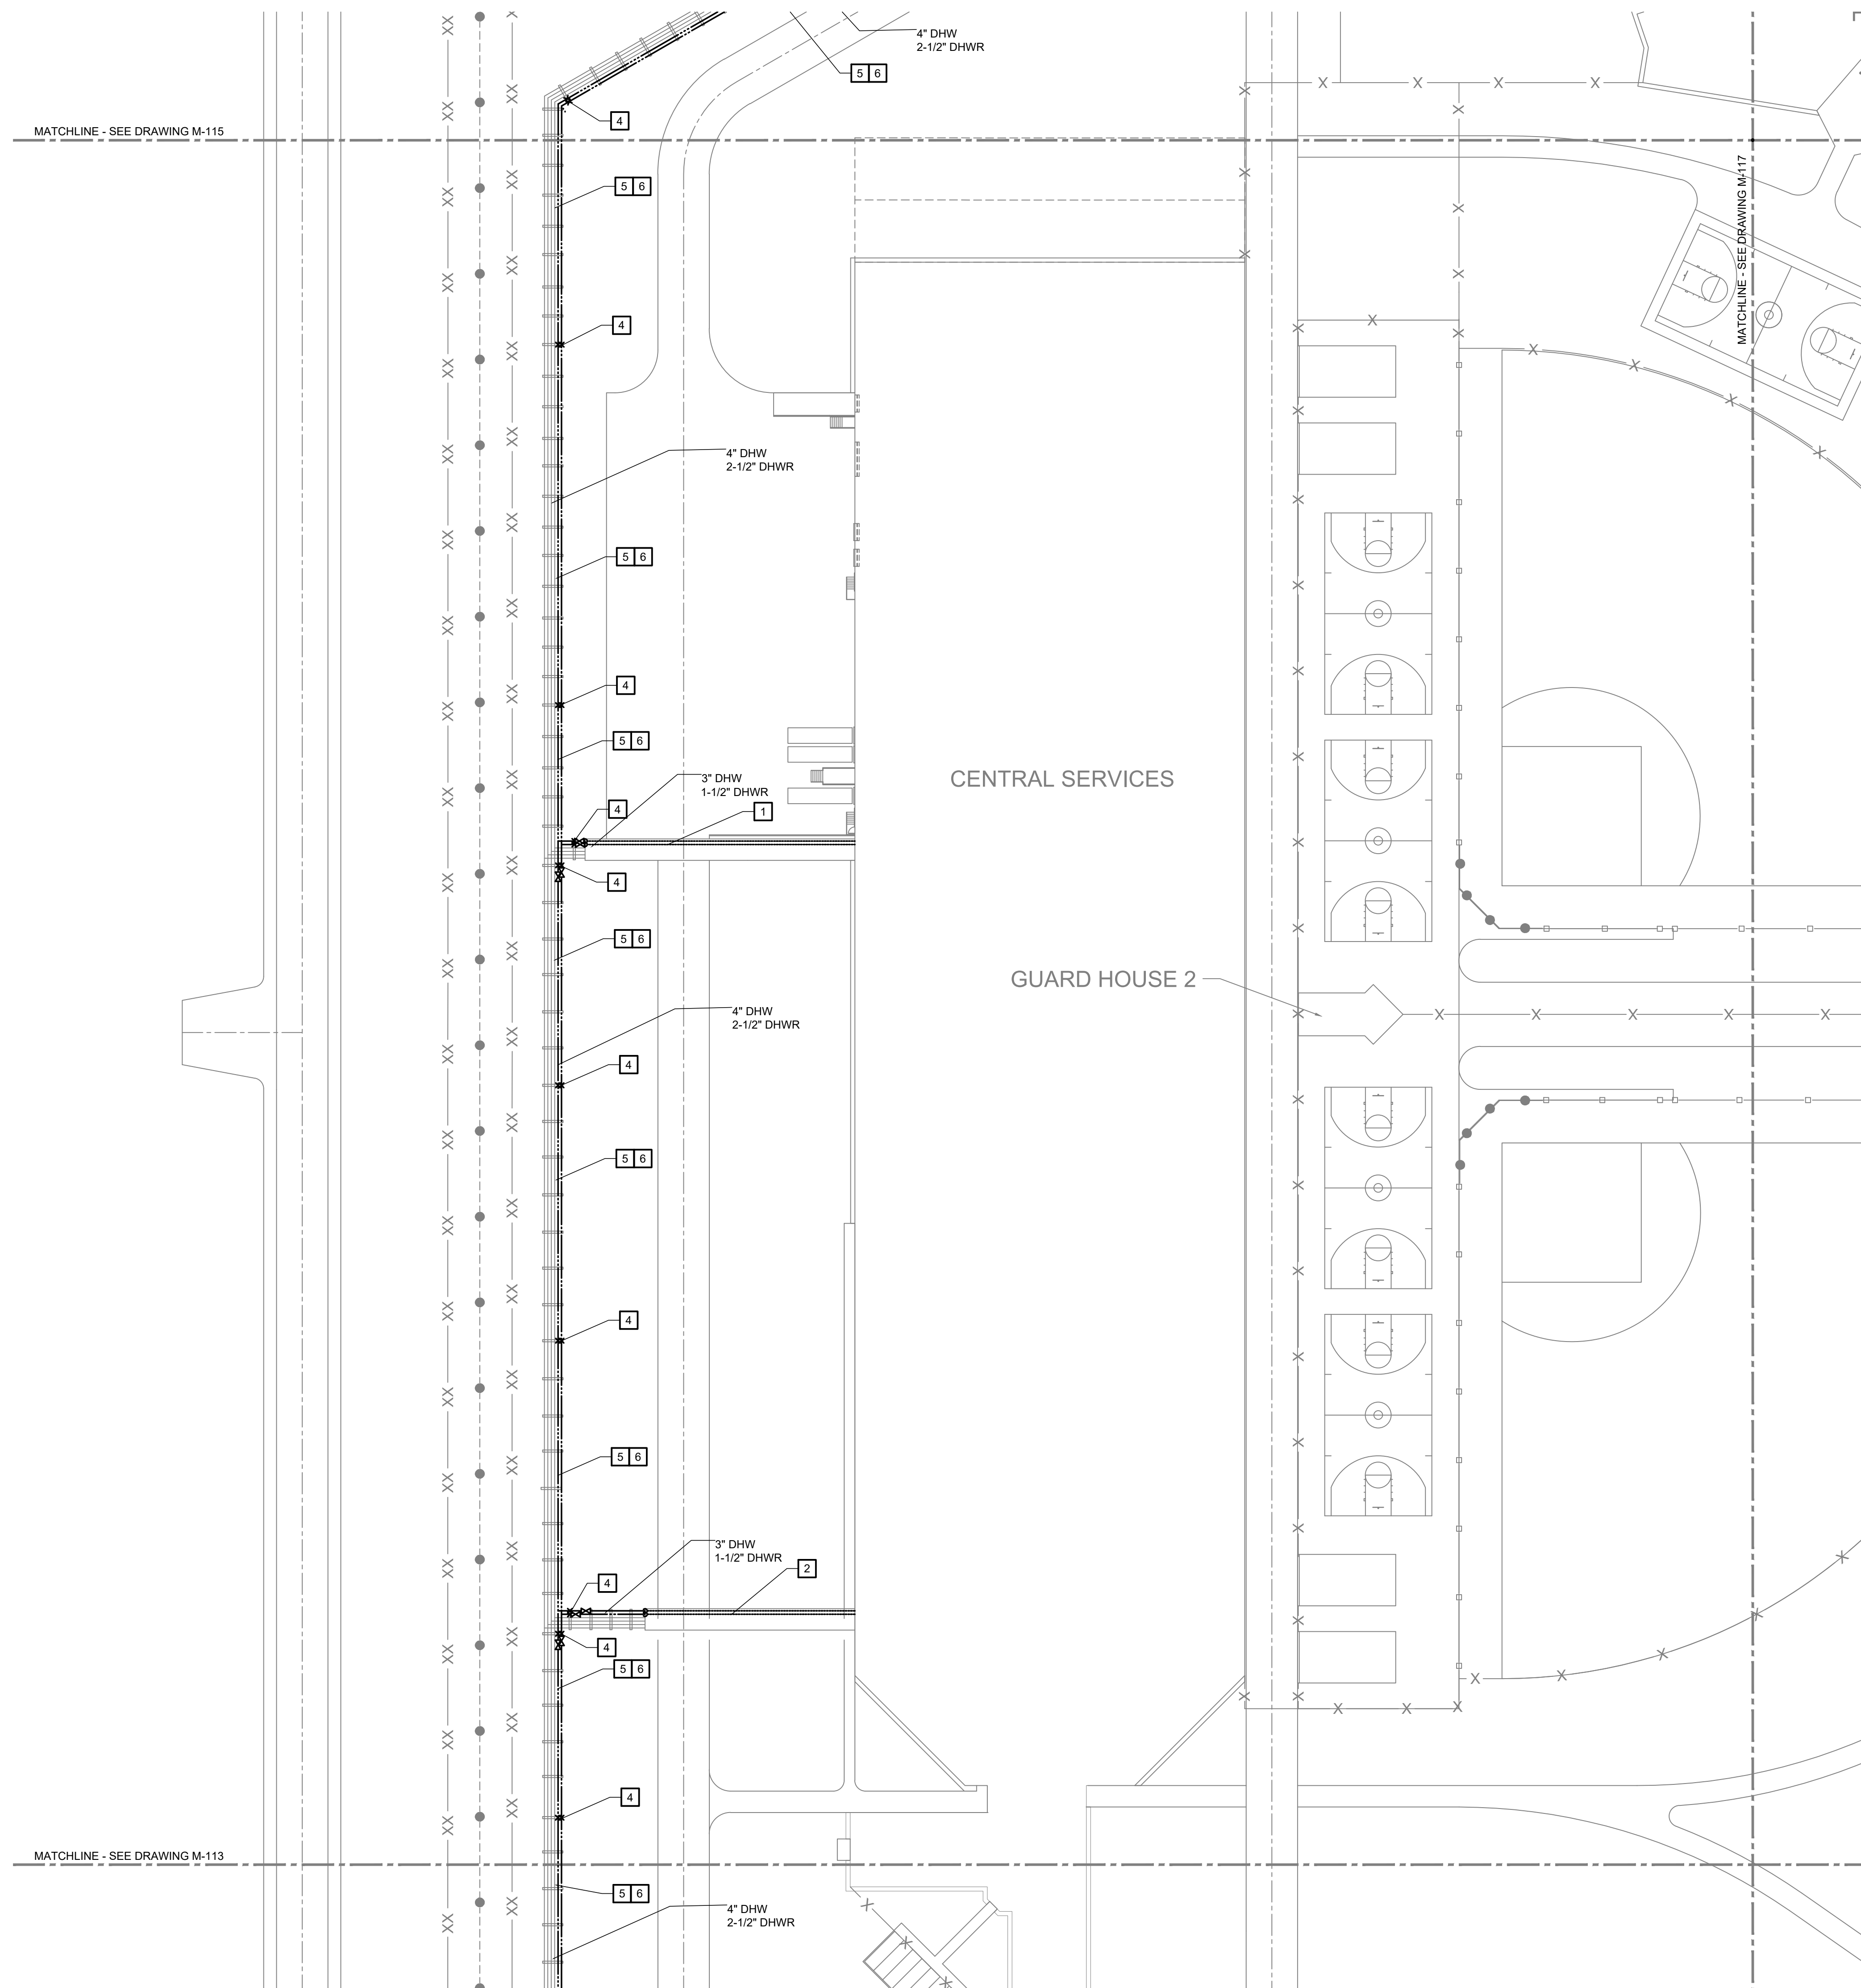 4" DHW
2-1/2" DHWR
5 6
4
MATCHLINE - SEE DRAWING M-115
MATCHLINE - SEE DRAWING M-117
5 6
4
4" DHW
2-1/2" DHWR
5 6
4
5 6
3" DHW
1-1/2" DHWR
CENTRAL SERVICES
4
1
4
5 6
GUARD HOUSE 2
4" DHW
2-1/2" DHWR
4
5 6
4
5 6
3" DHW
1-1/2" DHWR
2
4
4
5 6
4
MATCHLINE - SEE DRAWING M-113
5 6
4" DHW
2-1/2" DHWR